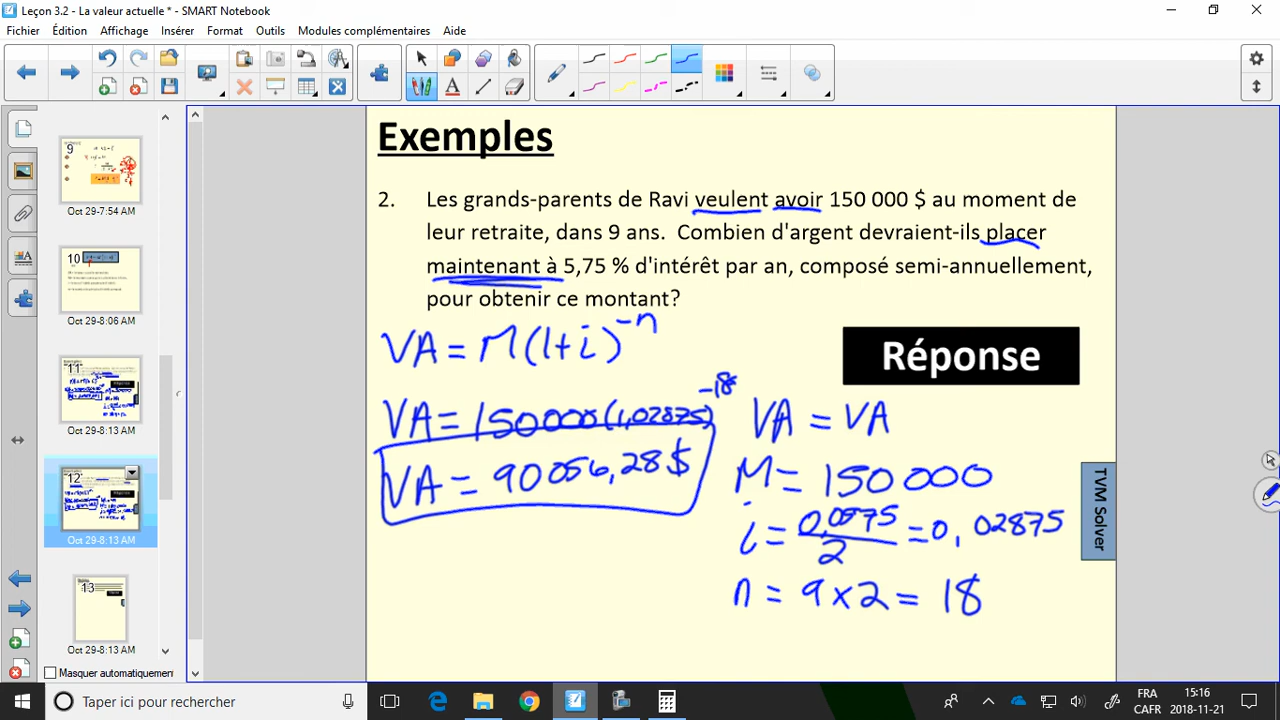 Leçon 3.2 - La valeur actuelle * - SMART Notebook
Fichier Édition Affichage Insérer Format Outils Modules complémentaires Aide
9
Oct 29-7:54 AM
10
Oct 29-8:06 AM
11
Oct 29-8:13 AM
12
Oct 29-8:13 AM
13
Oct 29-8:13 AM
Masquer automatiquement
Exemples
2. Les grands-parents de Ravi veulent avoir 150 000 $ au moment de
leur retraite, dans 9 ans. Combien d'argent devraient-ils placer
maintenant à 5,75 % d'intérêt par an, composé semi-annuellement,
pour obtenir ce montant?
VA = M(1+i)^-n
Réponse
VA = 150000(1,02875)^-18
VA = 90056,28$
VA = VA
M = 150000
i = 0,0575/2 = 0,02875
n = 9 x 2 = 18
TVM Solver
Taper ici pour rechercher
FRA
CAFR
15:16
2018-11-21